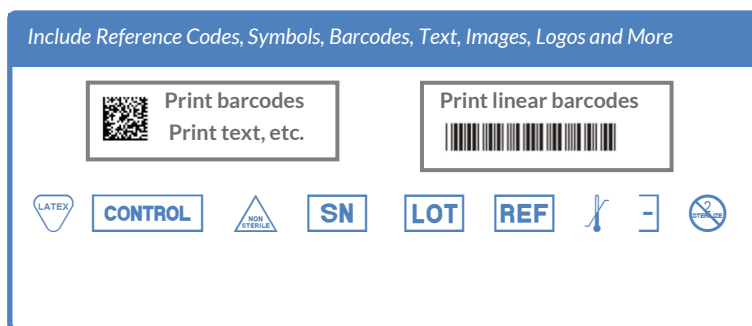 Include Reference Codes, Symbols, Barcodes, Text, Images, Logos and More
Print barcodes
Print text, etc.
Print linear barcodes
LATEX
CONTROL
NON
STERILE
SN
LOT
REF
-
2
STERILIZE